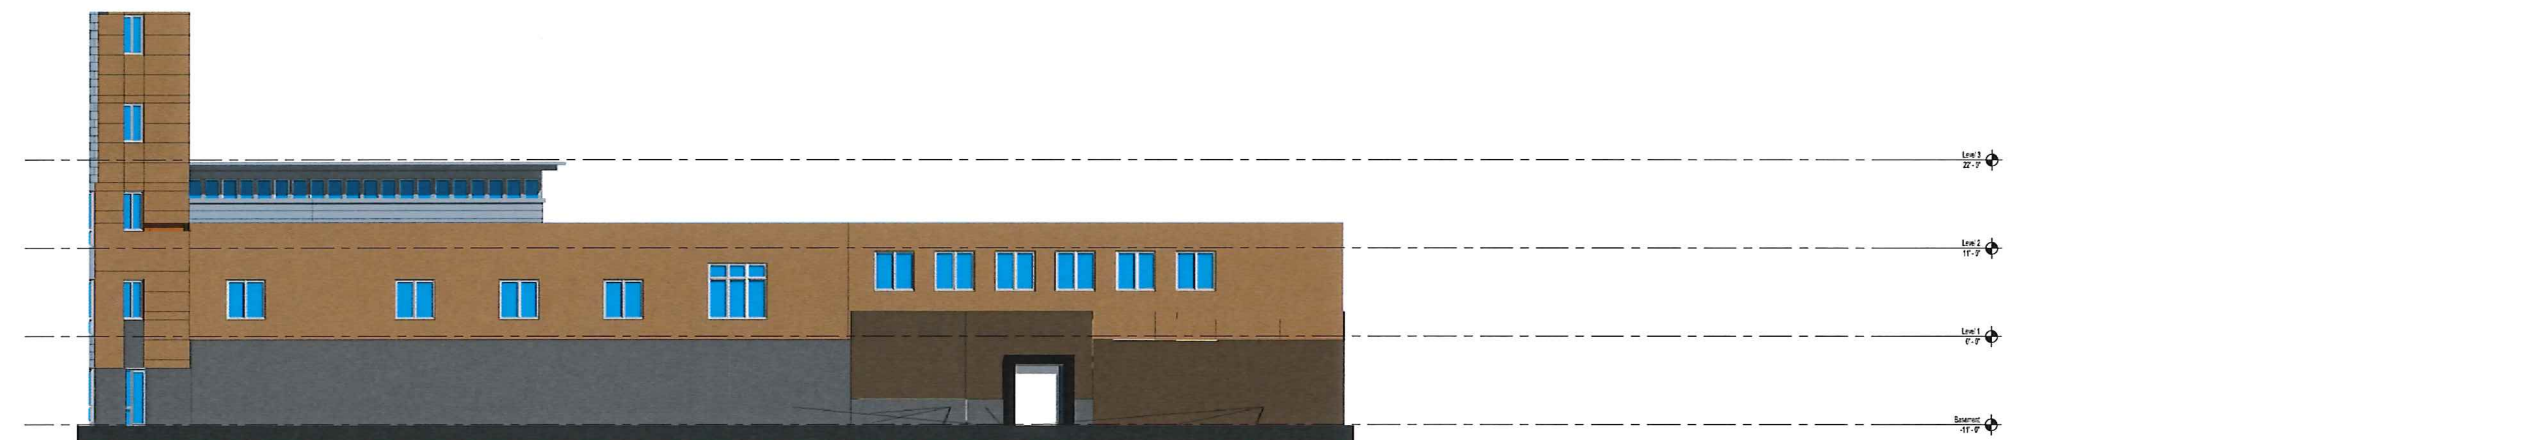 Level 3
22' - 0"
Level 2
11' - 0"
Level 1
0' - 0"
Basement
-11' - 0"